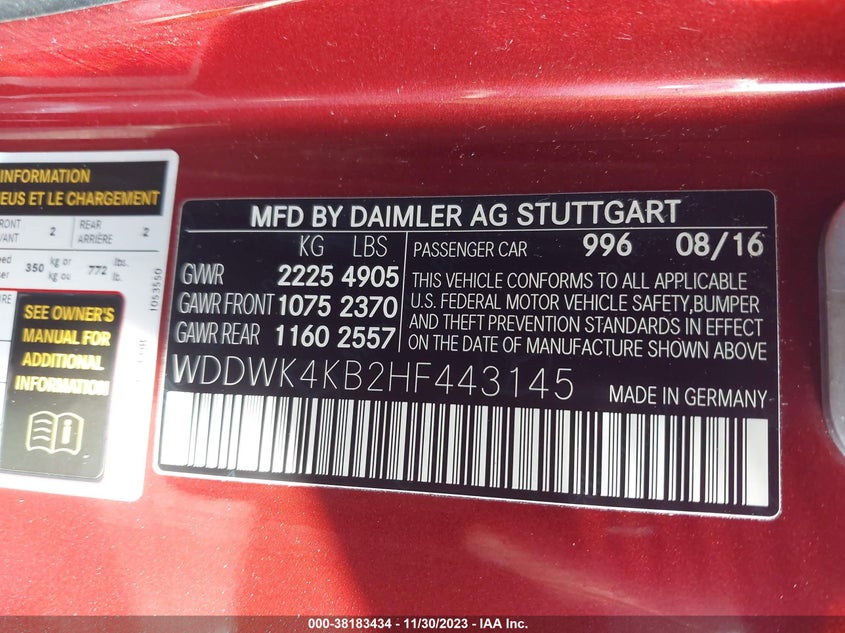 INFORMATION
EUS ET LE CHARGEMENT
FRONT 2 REAR 2
ARRIÈRE
350 kg or 772 lbs.
kg ou lb.
1053550
SEE OWNER'S
MANUAL FOR
ADDITIONAL
INFORMATION
MFD BY DAIMLER AG STUTTGART
KG LBS PASSENGER CAR 996 08/16
GVWR 2225 4905
GAWR FRONT 1075 2370
GAWR REAR 1160 2557
THIS VEHICLE CONFORMS TO ALL APPLICABLE
U.S. FEDERAL MOTOR VEHICLE SAFETY,BUMPER
AND THEFT PREVENTION STANDARDS IN EFFECT
ON THE DATE OF MANUFACTURE SHOWN ABOVE
WDDWK4KB2HF443145 MADE IN GERMANY
000-38183434 - 11/30/2023 - IAA Inc.